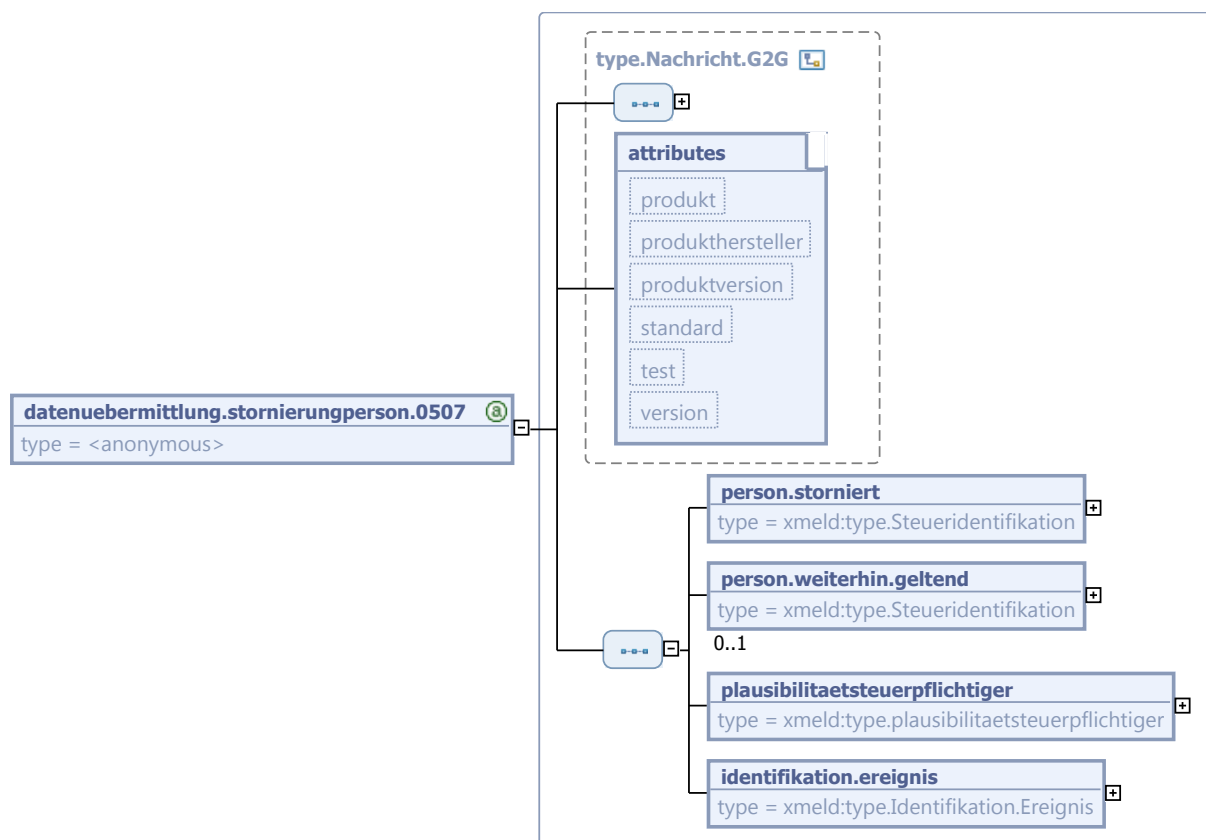 type.Nachricht.G2G
attributes
produkt
produkthersteller
produktversion
standard
test
version
datenuebermittlung.stornierungperson.0507
a
type = <anonymous>
person.storniert
type = xmeld:type.Steueridentifikation
person.weiterhin.geltend
type = xmeld:type.Steueridentifikation
0..1
plausibilitaetsteuerpflichtiger
type = xmeld:type.plausibilitaetsteuerpflichtiger
identifikation.ereignis
type = xmeld:type.Identifikation.Ereignis